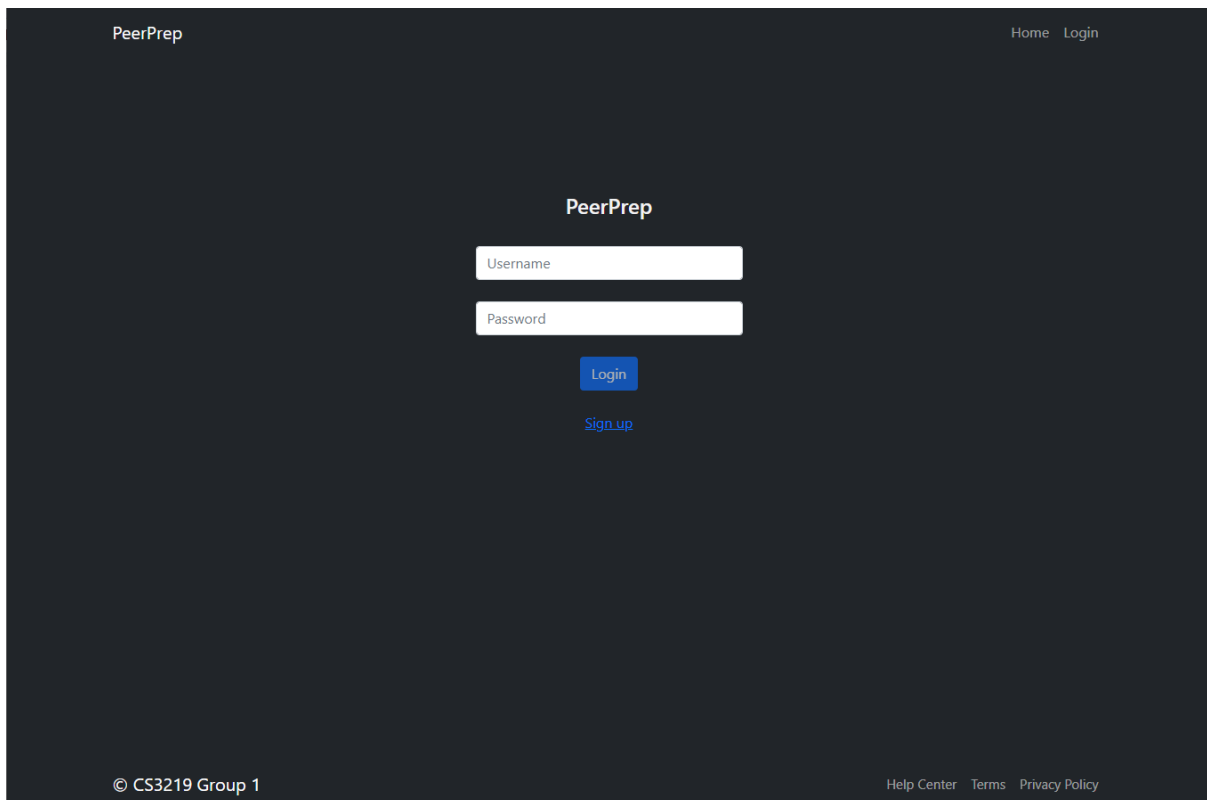 PeerPrep Home Login
PeerPrep
Username
Password
Login
Sign up
© CS3219 Group 1 Help Center Terms Privacy Policy